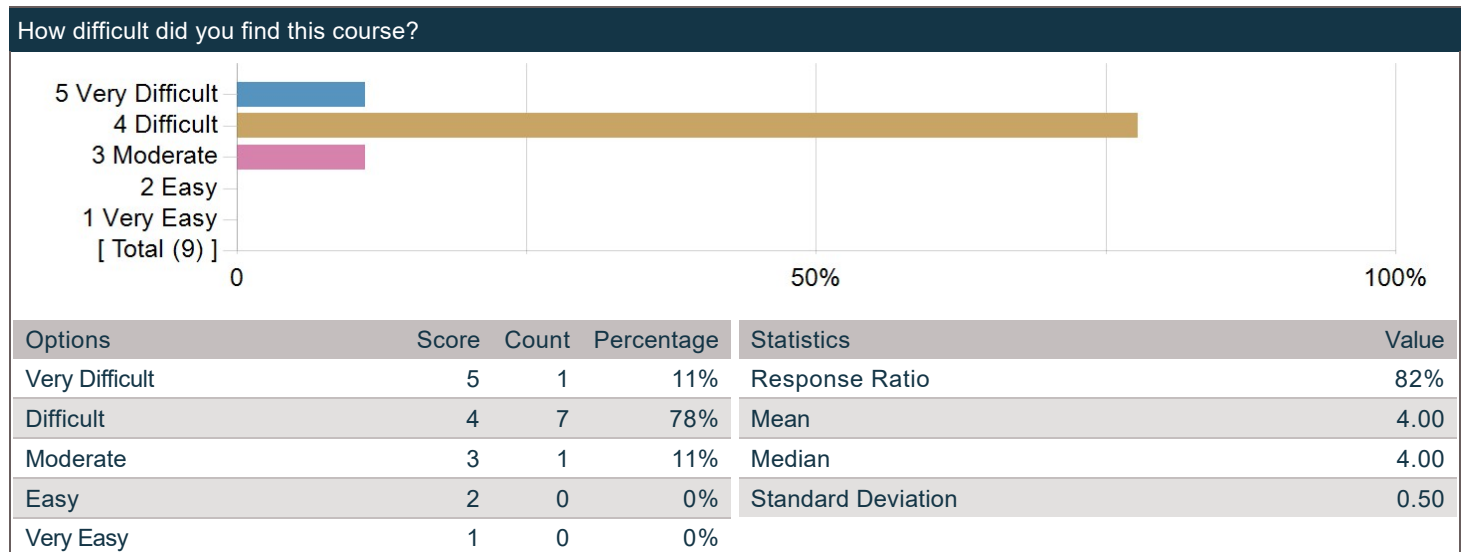 How difficult did you find this course?
5 Very Difficult
4 Difficult
3 Moderate
2 Easy
1 Very Easy
[ Total (9) ]
0 50% 100%
Options Score Count Percentage
Very Difficult 5 1 11%
Difficult 4 7 78%
Moderate 3 1 11%
Easy 2 0 0%
Very Easy 1 0 0%
Statistics Value
Response Ratio 82%
Mean 4.00
Median 4.00
Standard Deviation 0.50